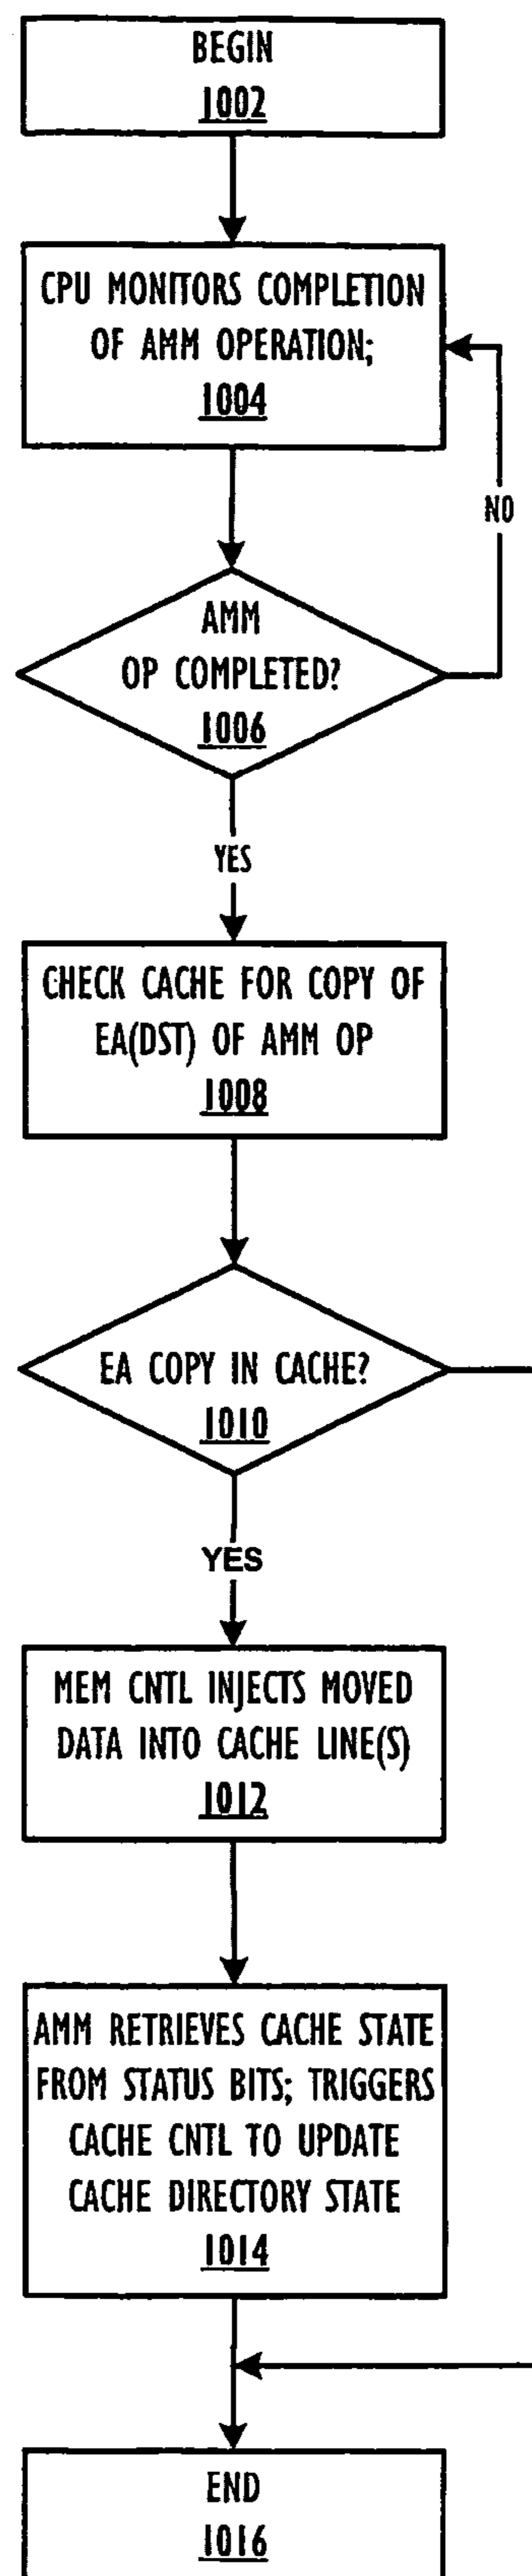 BEGIN
1002
CPU MONITORS COMPLETION
OF AMM OPERATION;
1004
NO
AMM
OP COMPLETED?
1006
YES
CHECK CACHE FOR COPY OF
EA(DST) OF AMM OP
1008
EA COPY IN CACHE?
1010
YES
MEM CNTL INJECTS MOVED
DATA INTO CACHE LINE(S)
1012
AMM RETRIEVES CACHE STATE
FROM STATUS BITS; TRIGGERS
CACHE CNTL TO UPDATE
CACHE DIRECTORY STATE
1014
END
1016